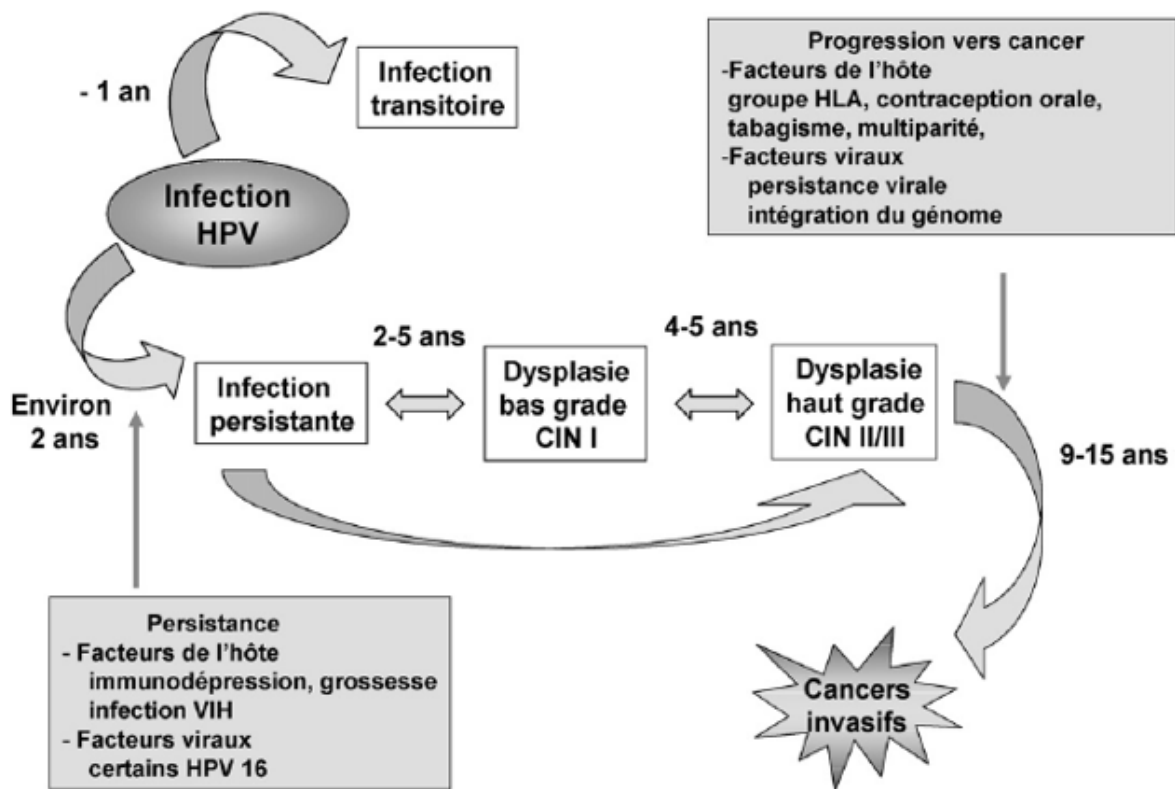 - 1 an
Infection
transitoire
Infection
HPV
Progression vers cancer
-Facteurs de l'hôte
groupe HLA, contraception orale,
tabagisme, multiparité,
-Facteurs viraux
persistance virale
intégration du génome
Environ
2 ans
Infection
persistante
2-5 ans
Dysplasie
bas grade
CIN I
4-5 ans
Dysplasie
haut grade
CIN II/III
9-15 ans
Persistance
- Facteurs de l'hôte
immunodépression, grossesse
infection VIH
- Facteurs viraux
certains HPV 16
Cancers
invasifs